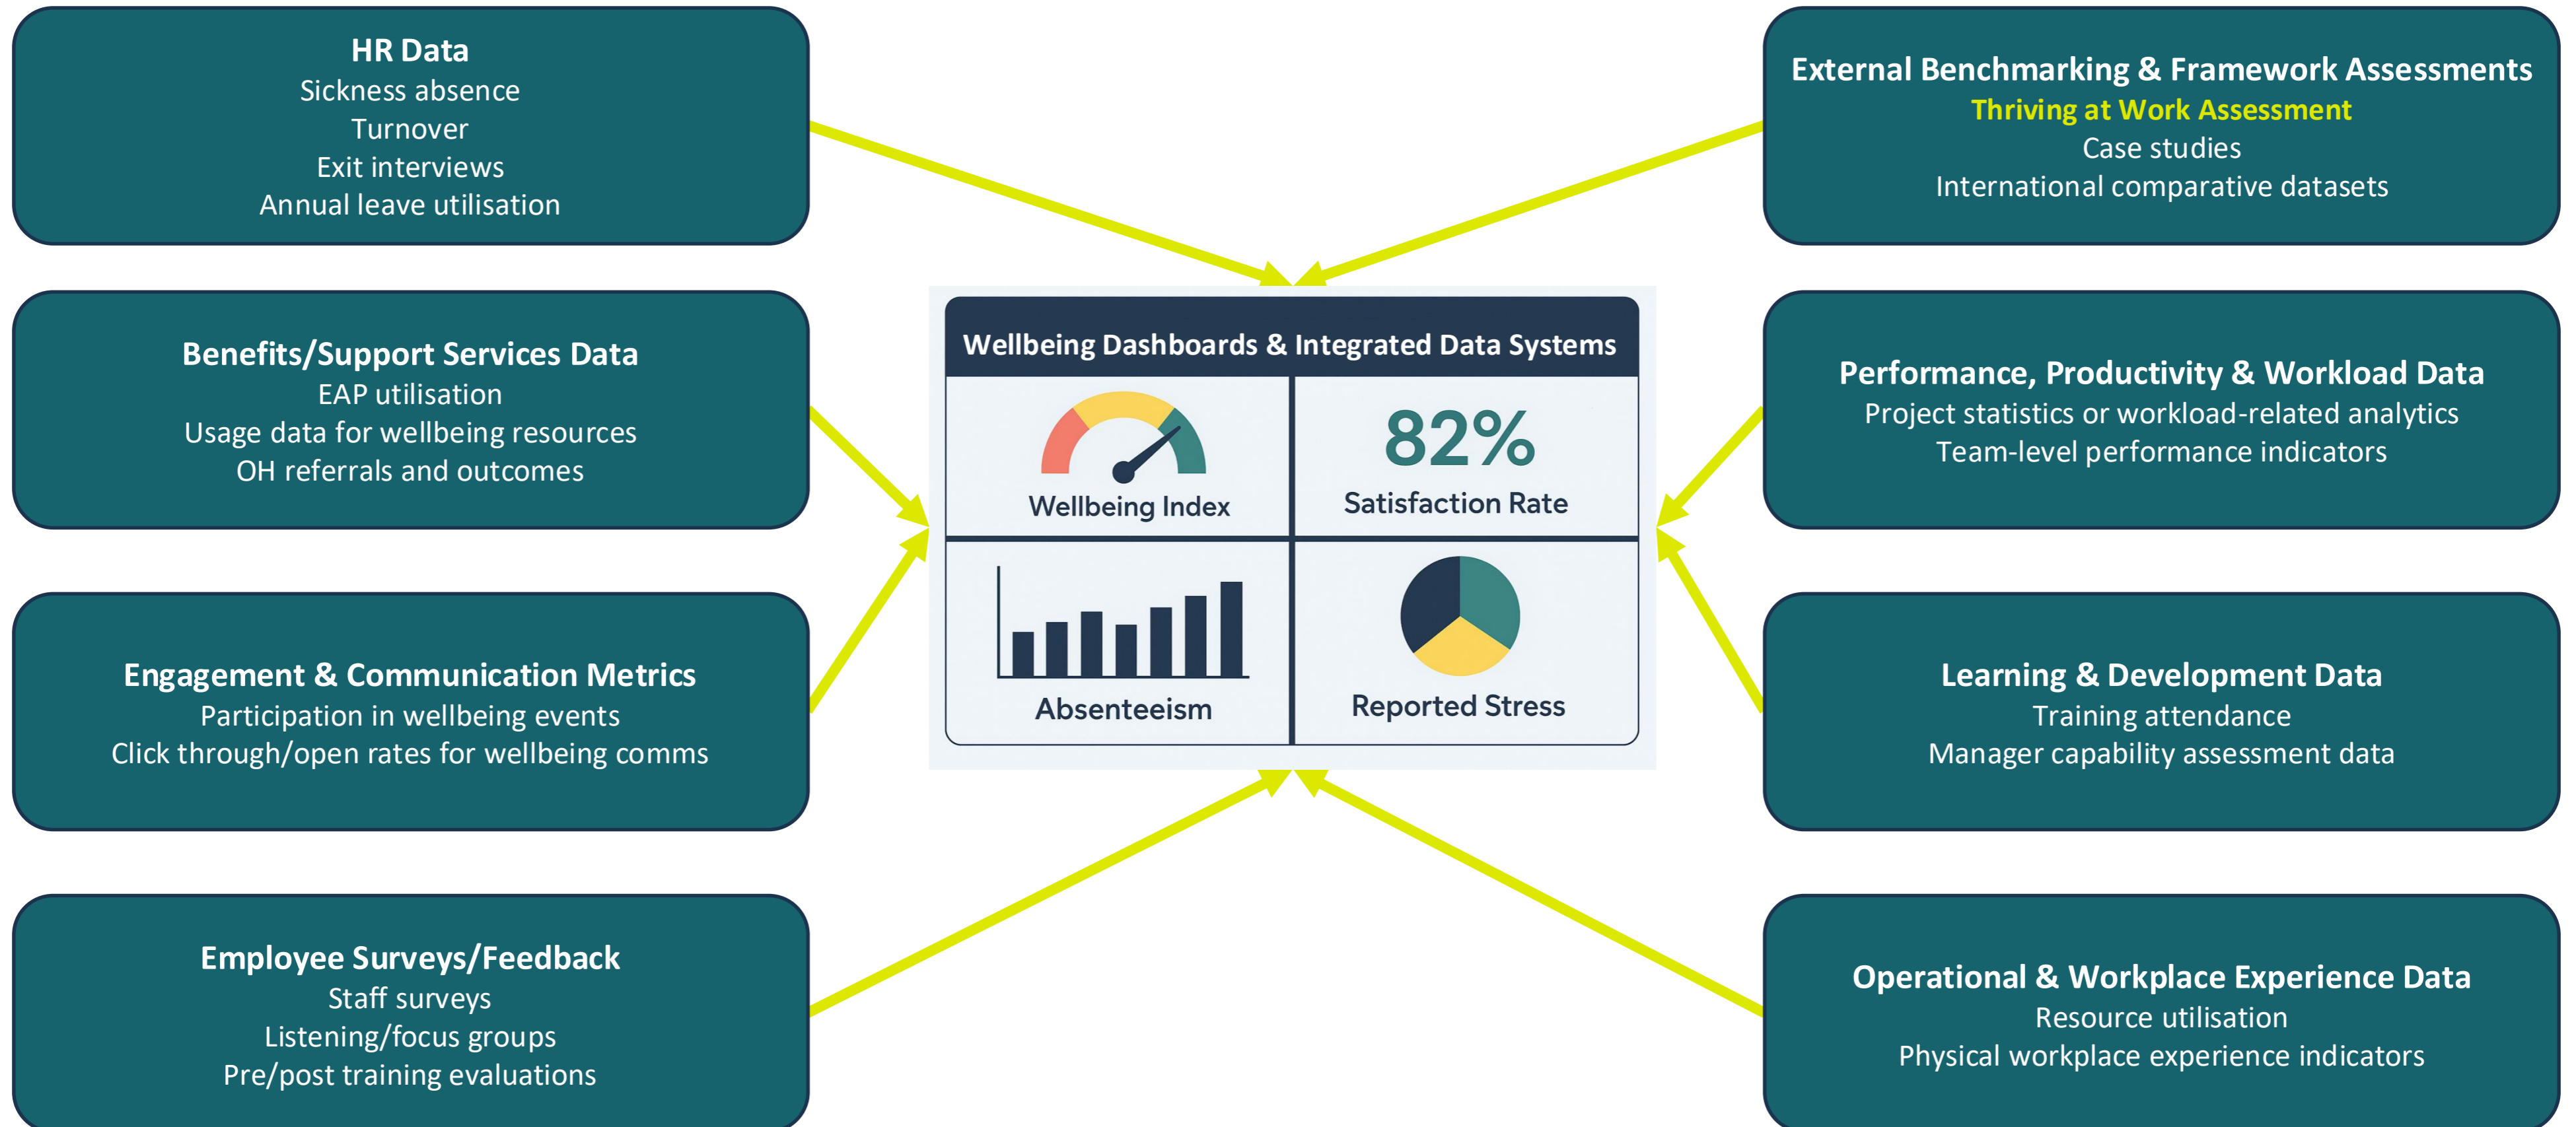 HR Data
Sickness absence
Turnover
Exit interviews
Annual leave utilisation
Benefits/Support Services Data
EAP utilisation
Usage data for wellbeing resources
OH referrals and outcomes
Engagement & Communication Metrics
Participation in wellbeing events
Click through/open rates for wellbeing comms
Employee Surveys/Feedback
Staff surveys
Listening/focus groups
Pre/post training evaluations
Wellbeing Dashboards & Integrated Data Systems
Wellbeing Index
82%
Satisfaction Rate
Absenteeism
Reported Stress
External Benchmarking & Framework Assessments
Thriving at Work Assessment
Case studies
International comparative datasets
Performance, Productivity & Workload Data
Project statistics or workload-related analytics
Team-level performance indicators
Learning & Development Data
Training attendance
Manager capability assessment data
Operational & Workplace Experience Data
Resource utilisation
Physical workplace experience indicators